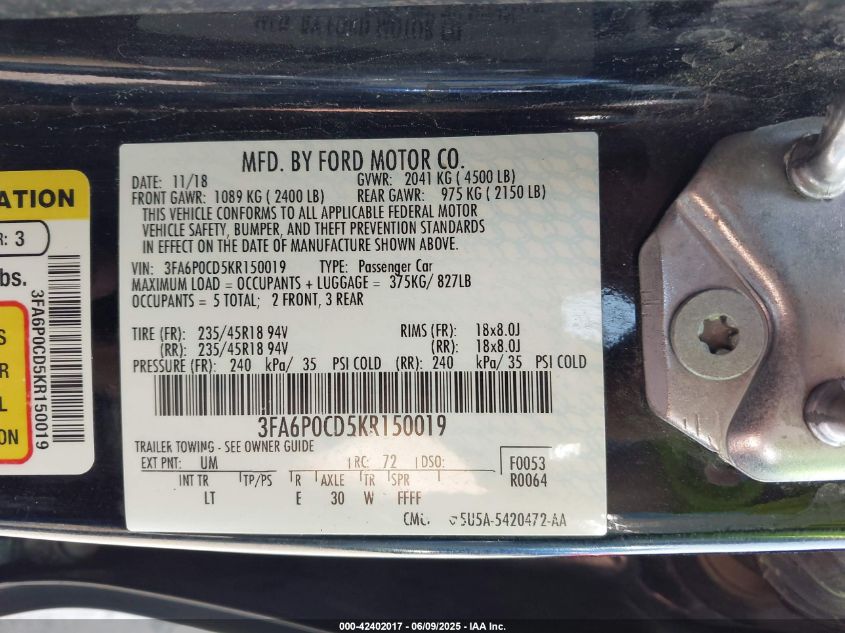 MFD. BY FORD MOTOR CO.
DATE: 11/18 GVWR: 2041 KG ( 4500 LB)
FRONT GAWR: 1089 KG ( 2400 LB) REAR GAWR: 975 KG ( 2150 LB)
THIS VEHICLE CONFORMS TO ALL APPLICABLE FEDERAL MOTOR
VEHICLE SAFETY, BUMPER, AND THEFT PREVENTION STANDARDS
IN EFFECT ON THE DATE OF MANUFACTURE SHOWN ABOVE.
VIN: 3FA6P0CD5KR150019 TYPE: Passenger Car
MAXIMUM LOAD = OCCUPANTS + LUGGAGE = 375KG/ 827LB
OCCUPANTS = 5 TOTAL; 2 FRONT, 3 REAR
TIRE (FR): 235/45R18 94V RIMS (FR): 18x8.0J
(RR): 235/45R18 94V (RR): 18x8.0J
PRESSURE (FR): 240 kPa/ 35 PSI COLD (RR): 240 kPa/ 35 PSI COLD
3FA6P0CD5KR150019
TRAILER TOWING - SEE OWNER GUIDE
EXT PNT: UM RC: 72 DSO: F0053
R0064
INT TR TP/PS R AXLE TR SPR
LT E 30 W FFFF
5U5A-5420472-AA
ATION
R: 3
lbs.
3FA6P0CD5KR150019
S
R
L
ION
000-42402017 - 06/09/2025 - IAA Inc.